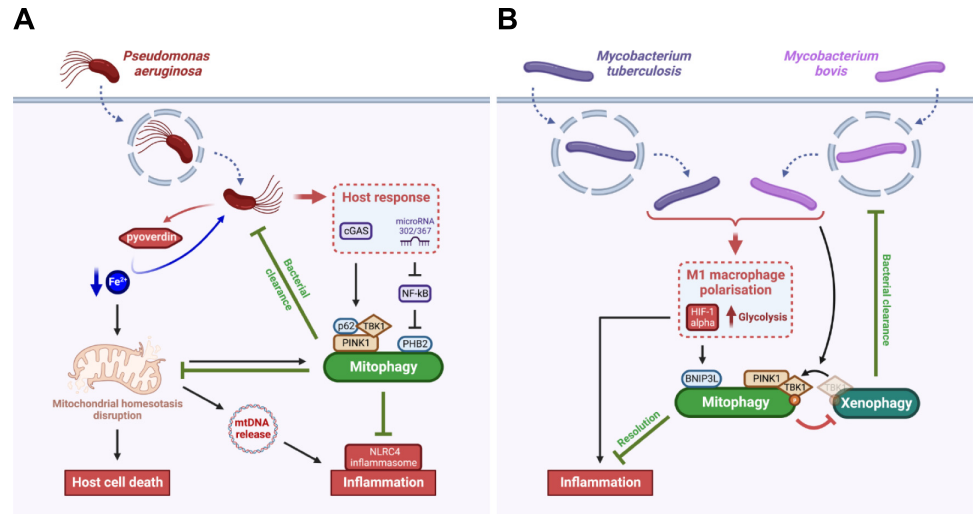 A
Pseudomonas
aeruginosa
Host response
cGAS
microRNA
302/367
pyoverdin
Fe²⁺
Bacterial
clearance
NF-kB
p62
TBK1
PINK1
PHB2
Mitophagy
Mitochondrial homesotasis
disruption
mtDNA
release
NLRC4
inflammasome
Host cell death
Inflammation
B
Mycobacterium
tuberculosis
Mycobacterium
bovis
M1 macrophage
polarisation
HIF-1
alpha
Glycolysis
Bacterial clearance
BNIP3L
PINK1
TBK1
TBK1
P
Mitophagy
Xenophagy
Resolution
Inflammation